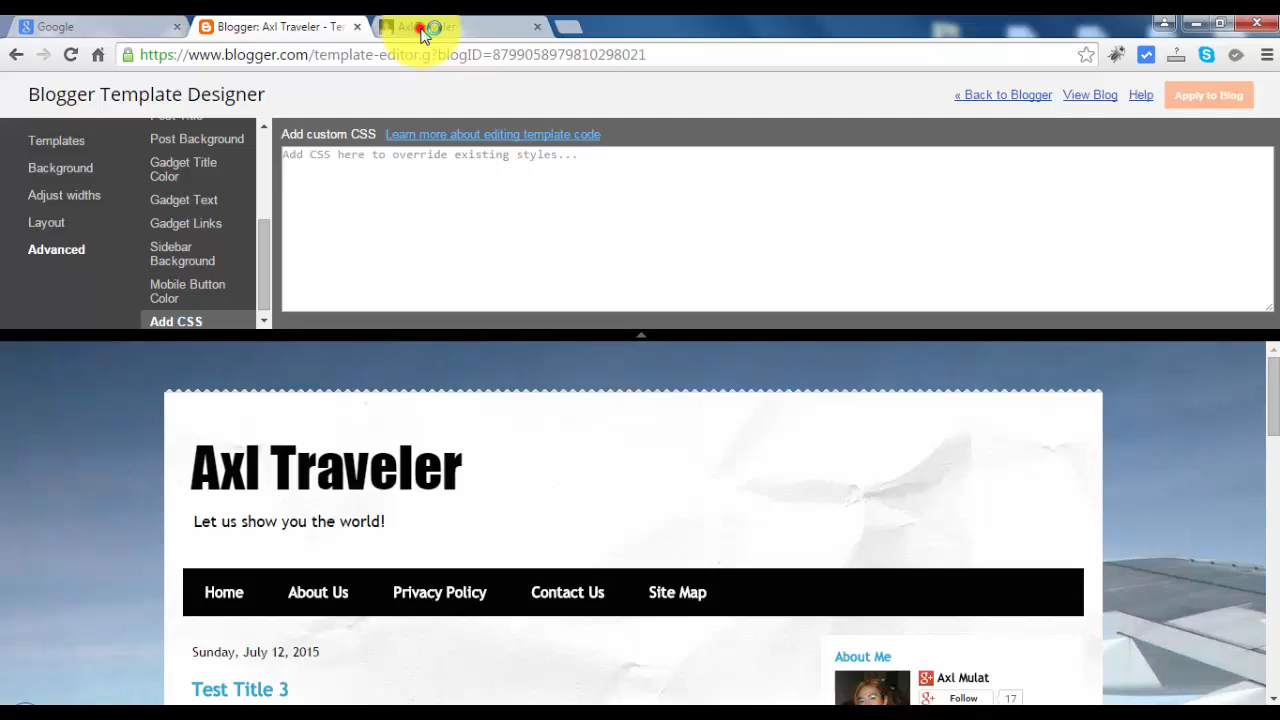 Google
Blogger: Axl Traveler - Te
https://www.blogger.com/template-editor.g?blogID=8799058979810298021
Blogger Template Designer
« Back to Blogger
View Blog
Help
Apply to Blog
Templates
Background
Adjust widths
Layout
Advanced
Post Title
Post Background
Gadget Title
Color
Gadget Text
Gadget Links
Sidebar
Background
Mobile Button
Color
Add CSS
Add custom CSS Learn more about editing template code
Add CSS here to override existing styles...
Axl Traveler
Let us show you the world!
Home About Us Privacy Policy Contact Us Site Map
Sunday, July 12, 2015
Test Title 3
About Me
Axl Mulat
Follow 17